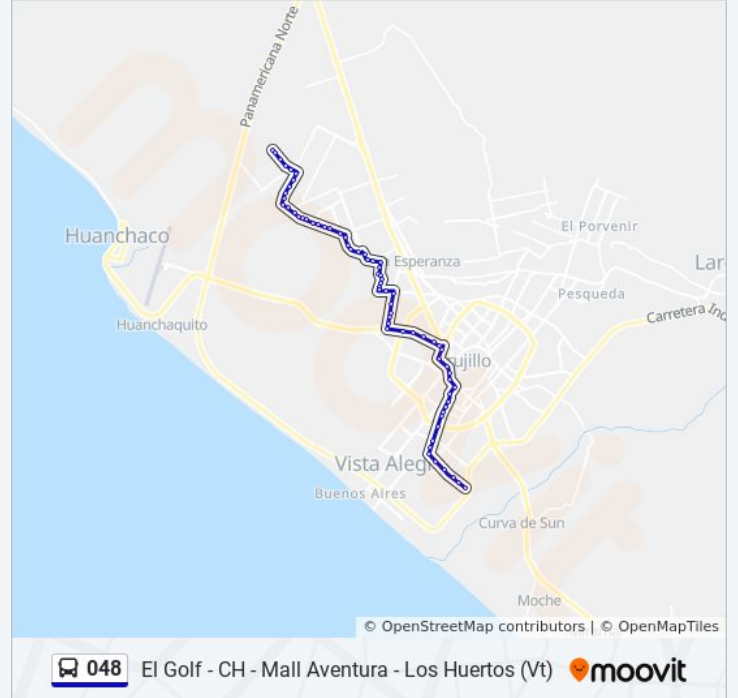 Panamericana Norte
Huanchaco
El Porvenir
Esperanza
Lar
Pesqueda
Huanchaquito
Carretera Ind
ujillo
Vista Alegr
Buenos Aires
Curva de Sun
Moche
© OpenStreetMap contributors | © OpenMapTiles
048 El Golf - CH - Mall Aventura - Los Huertos (Vt) moovit